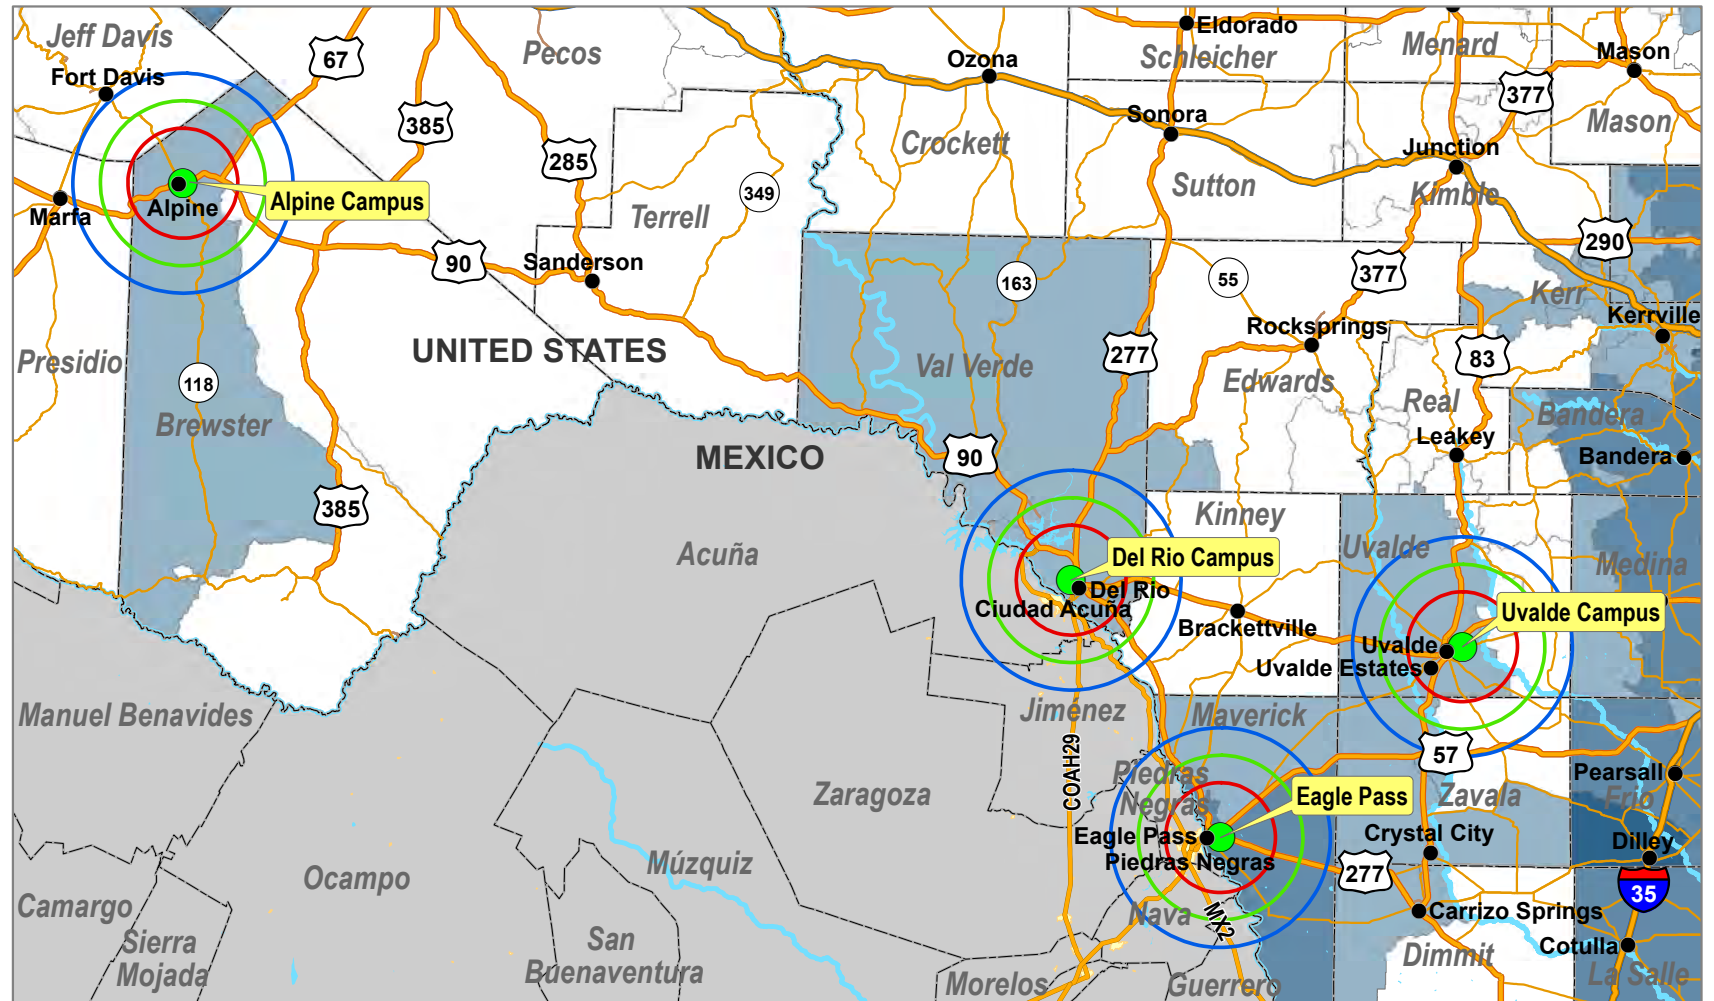 Jeff Davis
Fort Davis
67
Pecos
385
285
Ozona
Eldorado
Schleicher
Menard
Mason
377
Mason
Sonora
Crockett
Junction
Sutton
Kimble
349
Terrell
Alpine Campus
Alpine
Marfa
90
Sanderson
163
55
377
290
Kerr
Kerrville
Rocksprings
UNITED STATES
277
83
Presidio
Val Verde
Edwards
118
Brewster
Real
Bandera
Leakey
Bandera
MEXICO
90
385
Kinney
Uvalde
Medina
Acuña
Del Rio Campus
Del Rio
Ciudad Acuña
Brackettville
Uvalde Campus
Uvalde
Uvalde Estates
Manuel Benavides
Jiménez
Maverick
57
COAH29
Piedras
Negras
Eagle Pass
Zavala
Pearsall
Frio
Zaragoza
Eagle Pass
Piedras Negras
Crystal City
Dilley
277
35
Múzquiz
Ocampo
Camargo
Nava
MX2
Carrizo Springs
Sierra
Mojada
San
Buenaventura
Dimmit
Cotulla
La Salle
Morelos
Guerrero